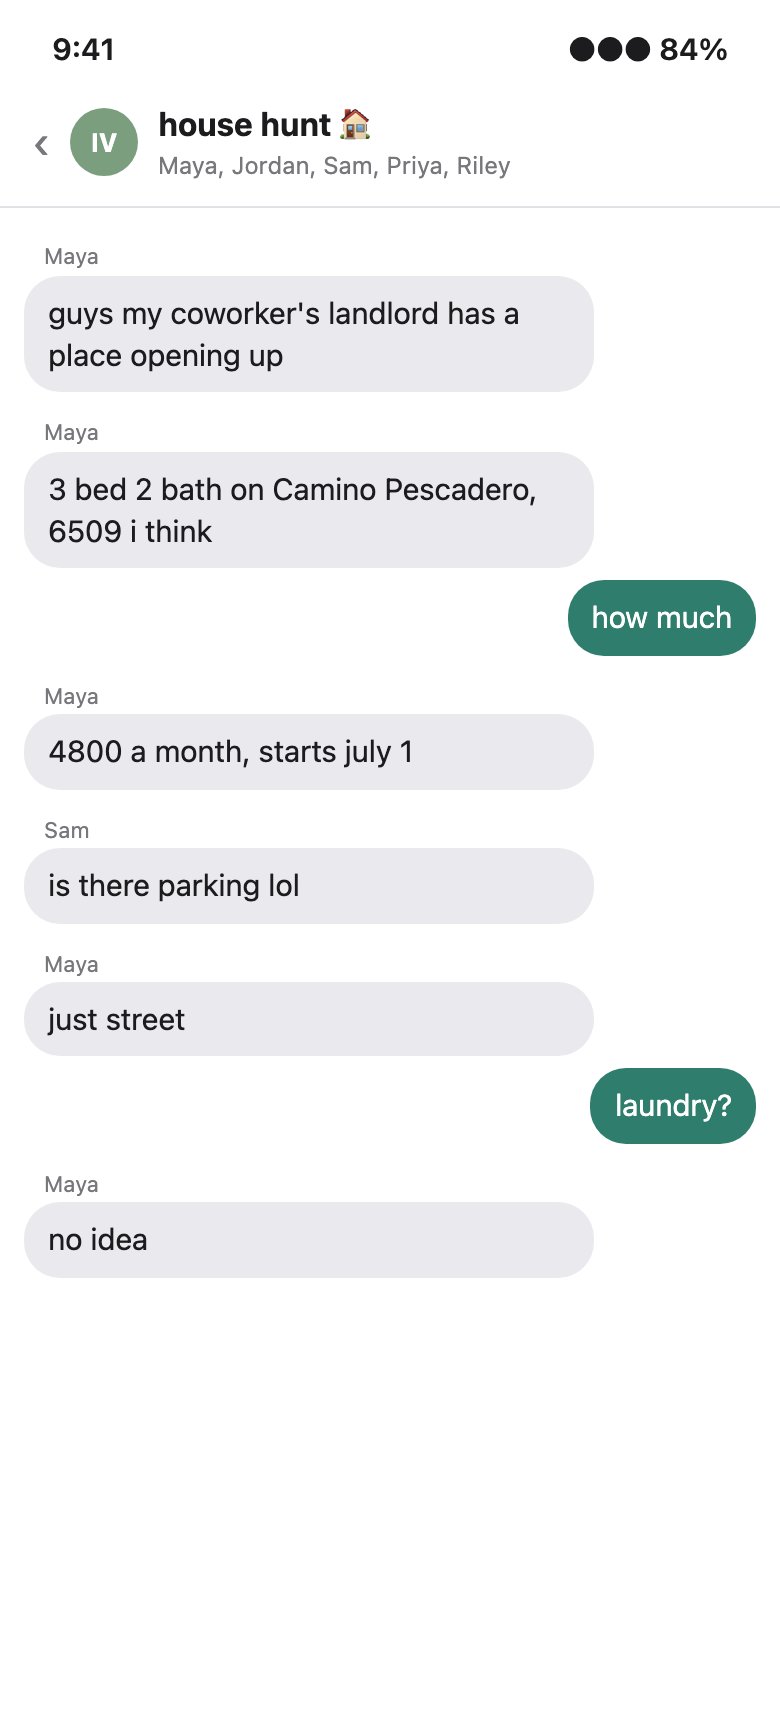 9:41
84%
‹
IV
house hunt 🏠
Maya, Jordan, Sam, Priya, Riley
Maya
guys my coworker's landlord has a
place opening up
Maya
3 bed 2 bath on Camino Pescadero,
6509 i think
how much
Maya
4800 a month, starts july 1
Sam
is there parking lol
Maya
just street
laundry?
Maya
no idea